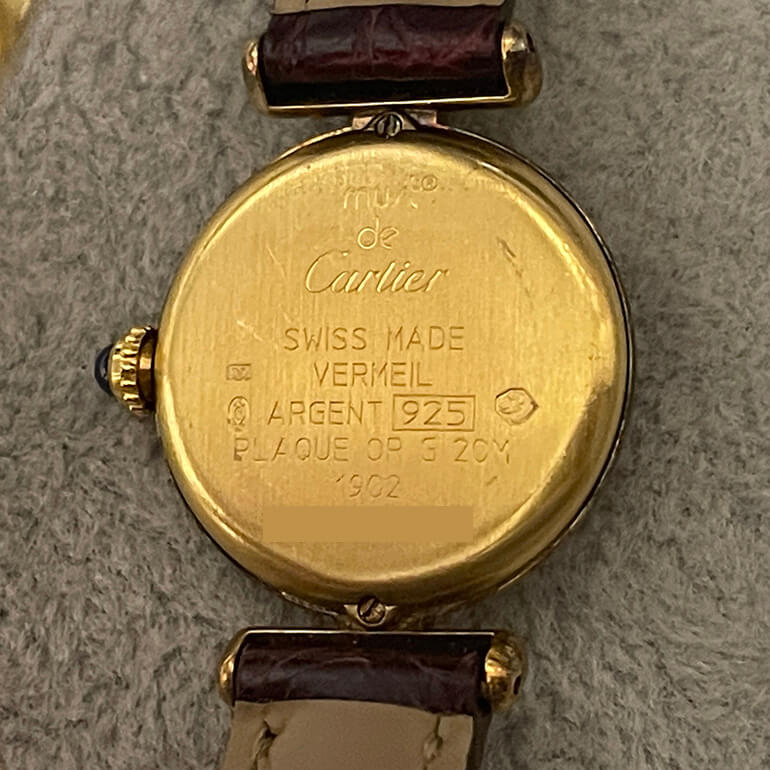 must®
de
Cartier
SWISS MADE
VERMEIL
ARGENT 925
PLAQUE OR G 20M
1902